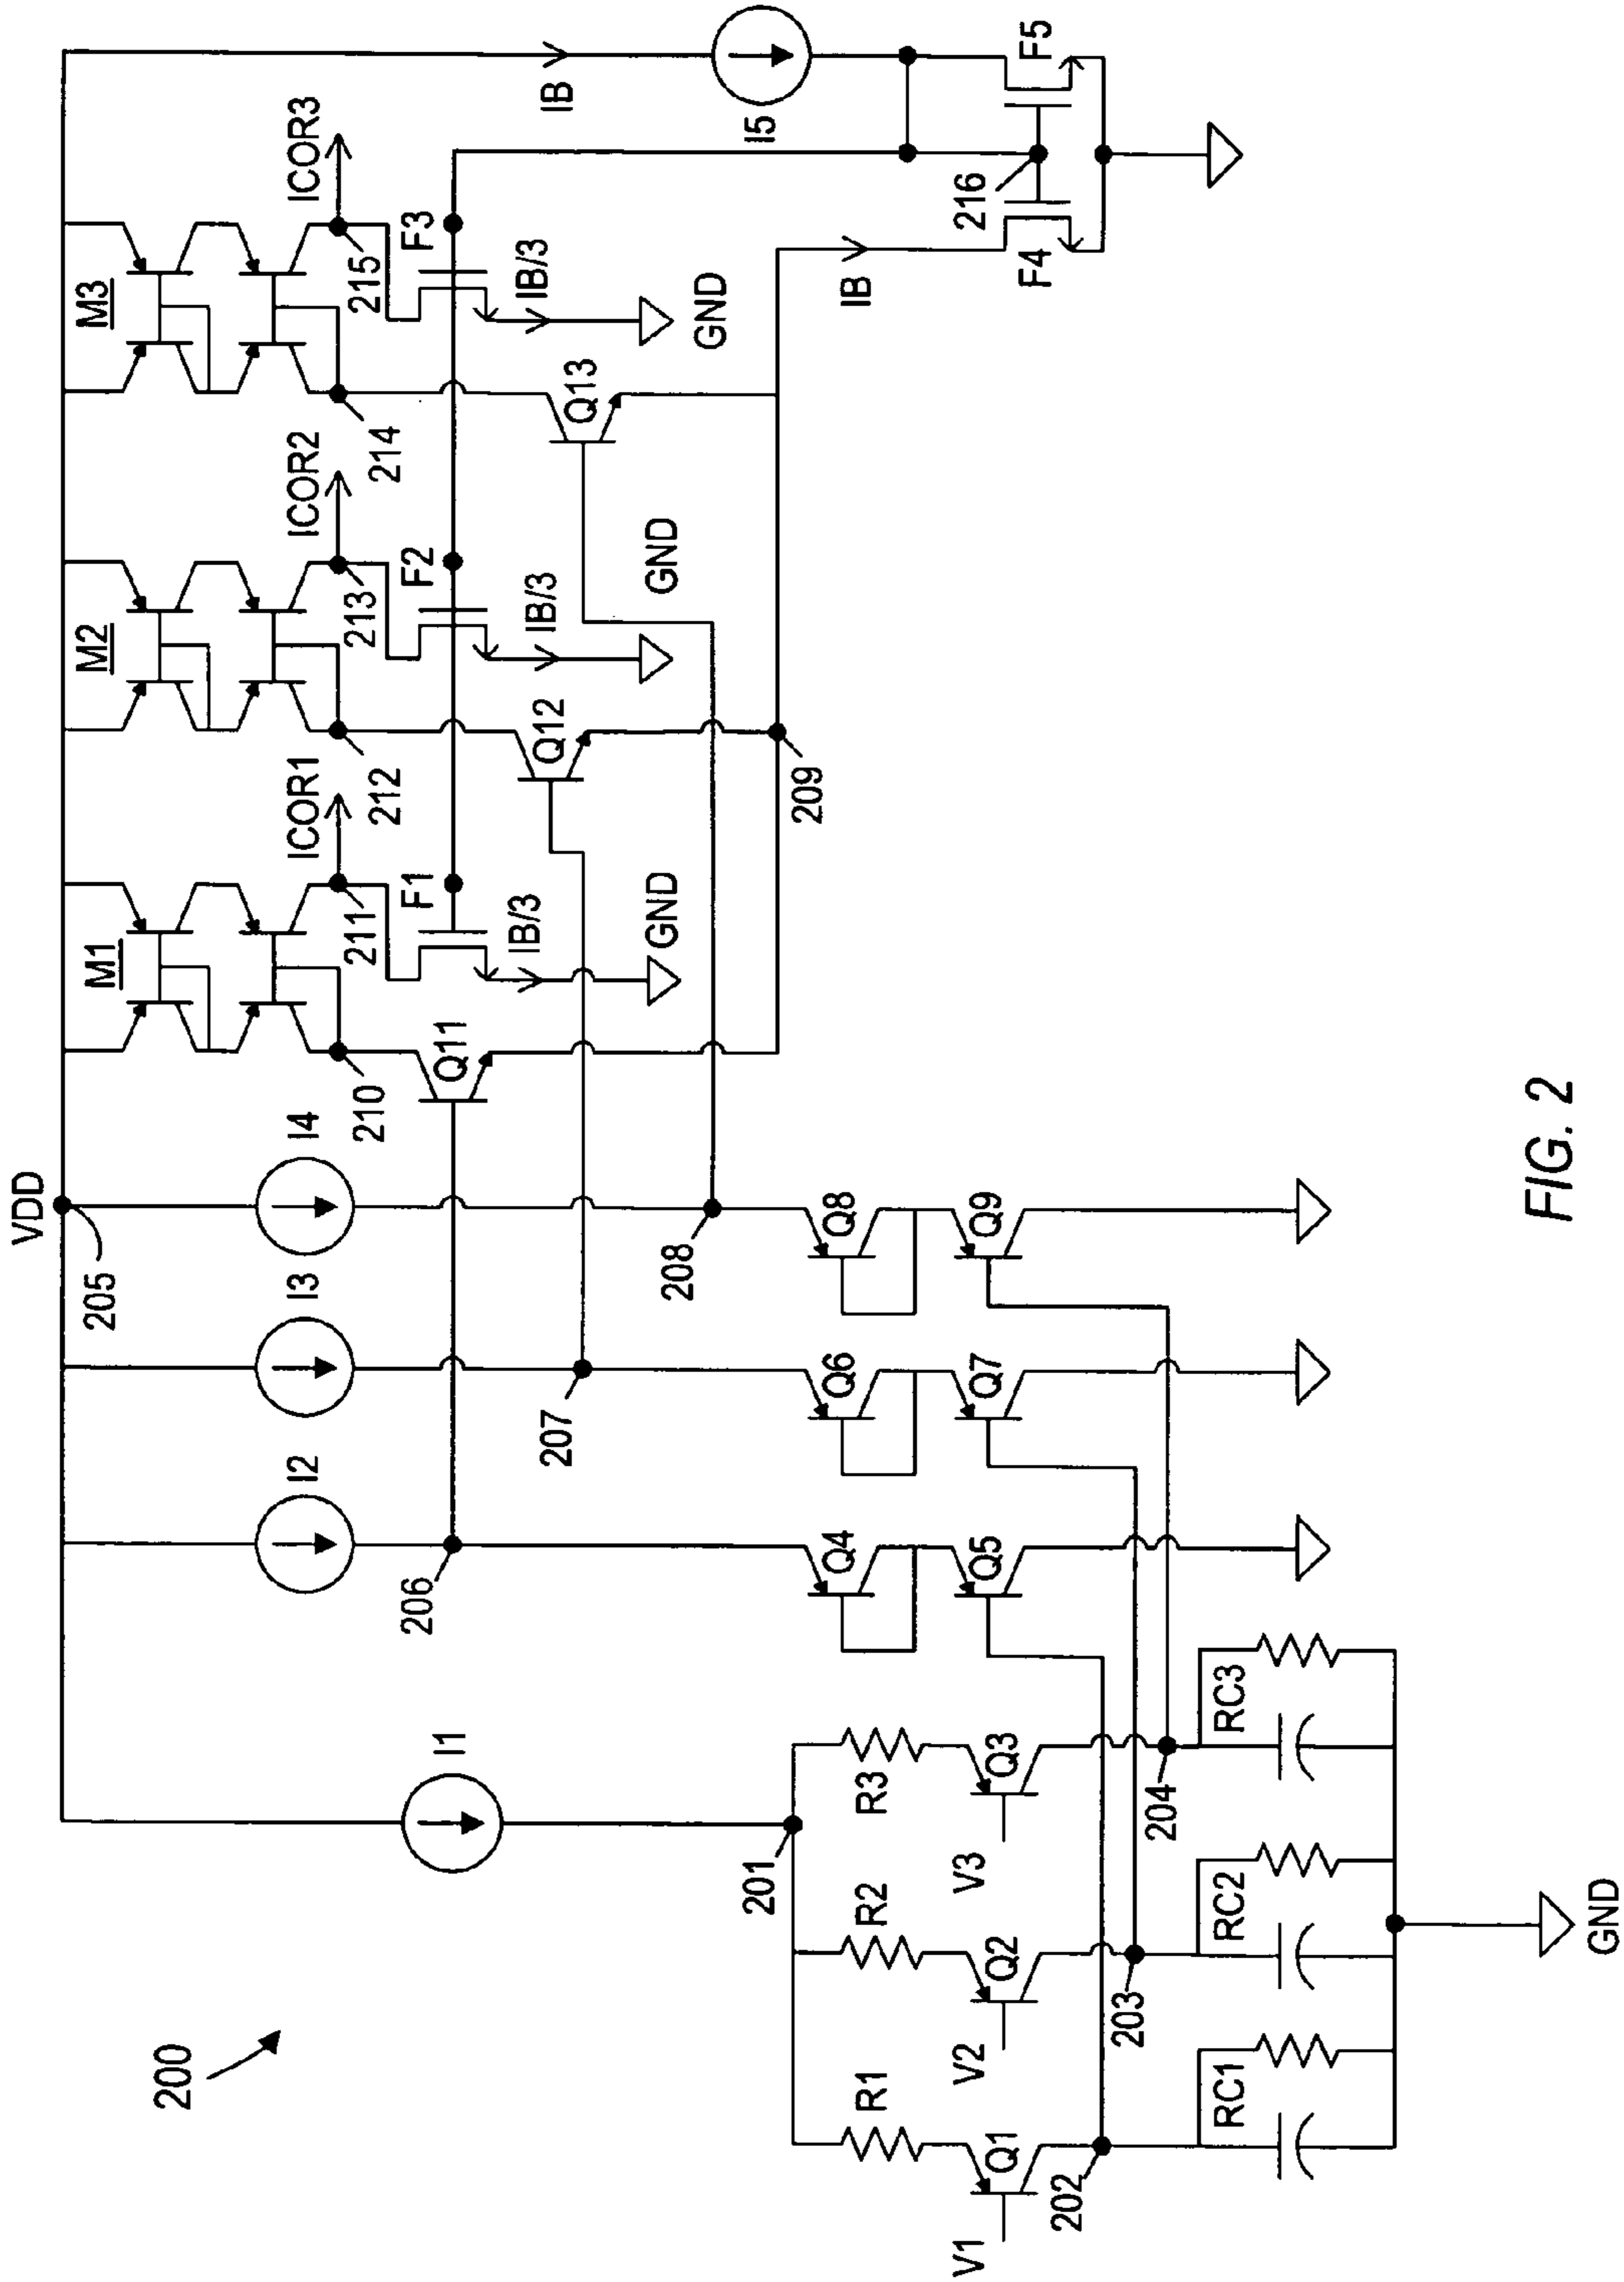 200
VDD
205
I1
I2
I3
I4
M1
M2
M3
ICOR1
ICOR2
ICOR3
210
211
212
213
214
215
F1
F2
F3
IB
I5
Q11
Q12
Q13
IB/3
IB/3
IB/3
GND
GND
GND
206
207
208
209
IB
216
F4
F5
201
R1
R2
R3
Q4
Q6
Q8
V1
V2
V3
Q1
Q2
Q3
Q5
Q7
Q9
202
203
204
RC1
RC2
RC3
GND
FIG. 2